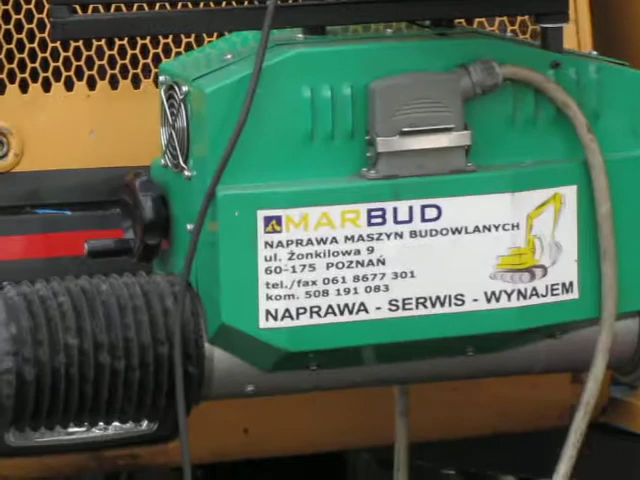 MARBUD
NAPRAWA MASZYN BUDOWLANYCH
ul. Żonkilowa 9
60-175 POZNAŃ
tel./fax 061 8677 301
kom. 508 191 083
NAPRAWA - SERWIS - WYNAJEM